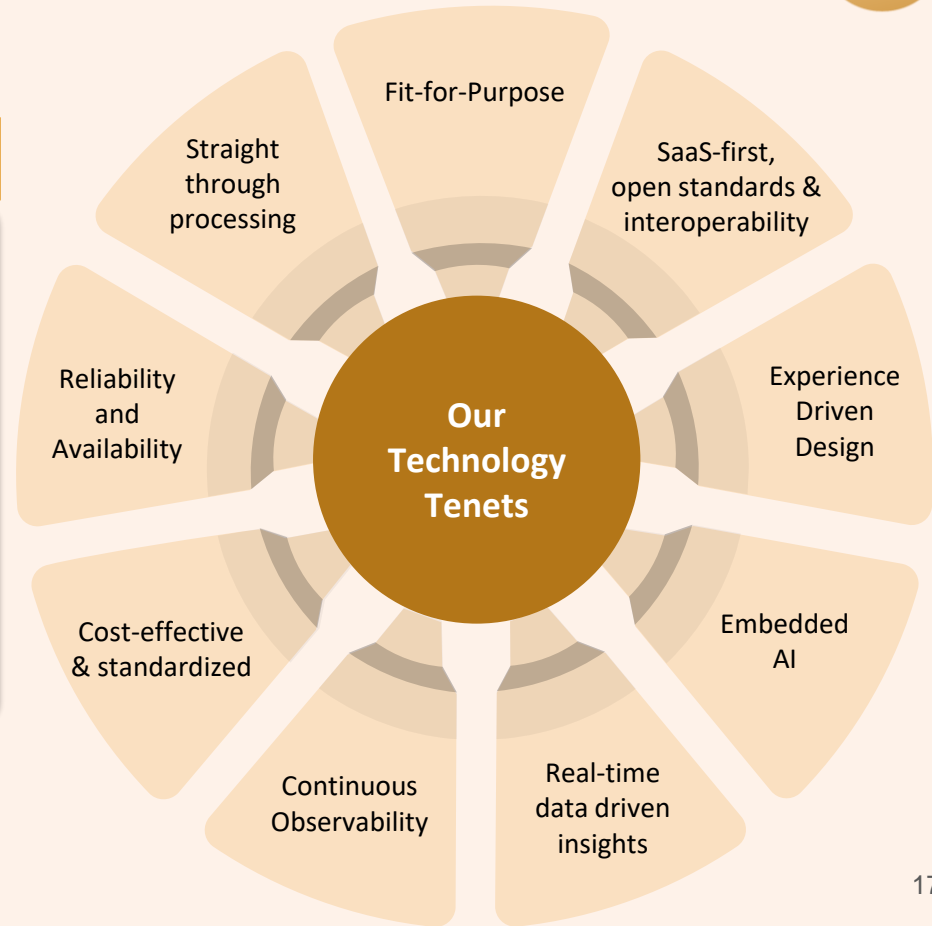 Fit-for-Purpose
SaaS-first,
open standards &
interoperability
Experience
Driven
Design
Embedded
AI
Real-time
data driven
insights
Continuous
Observability
Cost-effective
& standardized
Reliability
and
Availability
Straight
through
processing
Our
Technology
Tenets
17